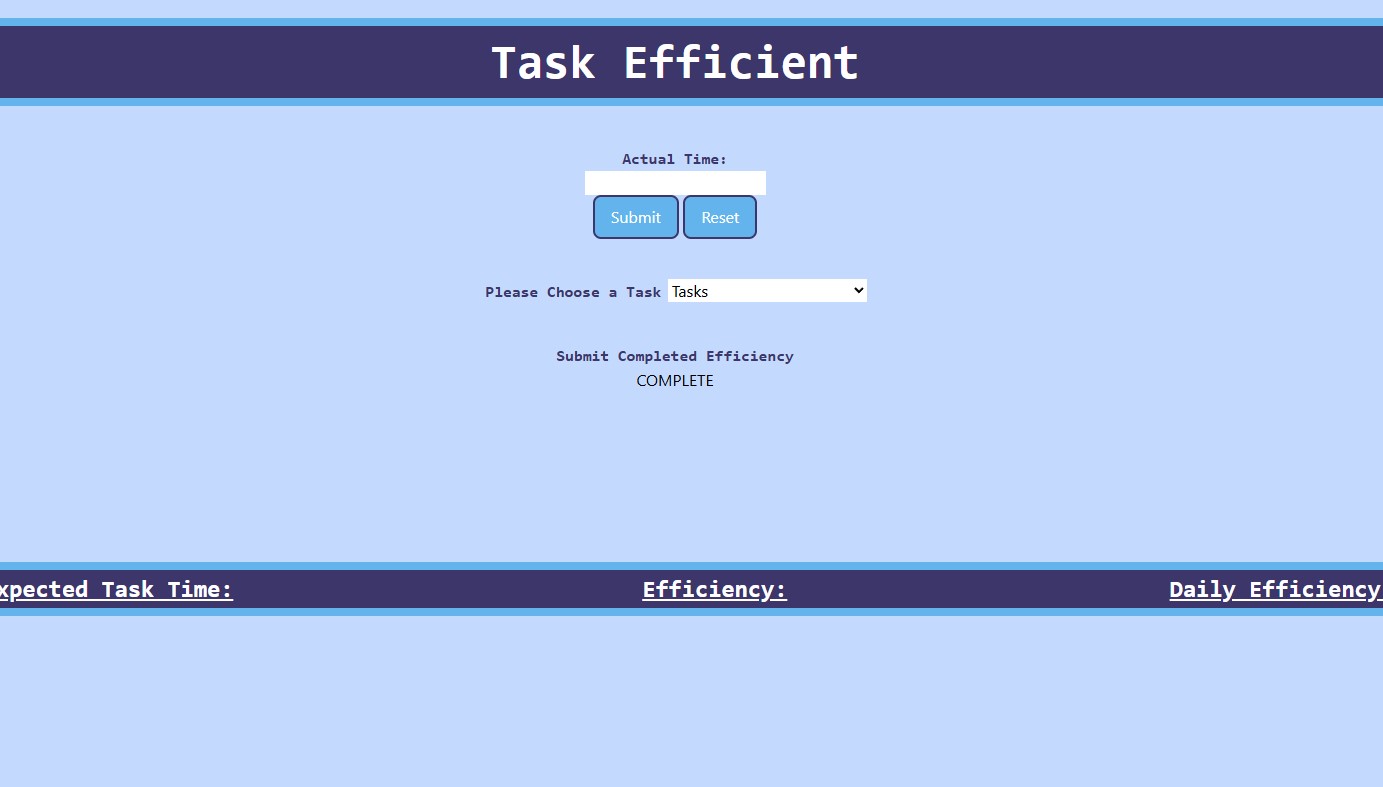 Task Efficient
Actual Time:
Submit Reset
Please Choose a Task Tasks
Submit Completed Efficiency
COMPLETE
xpected Task Time: Efficiency: Daily Efficiency: